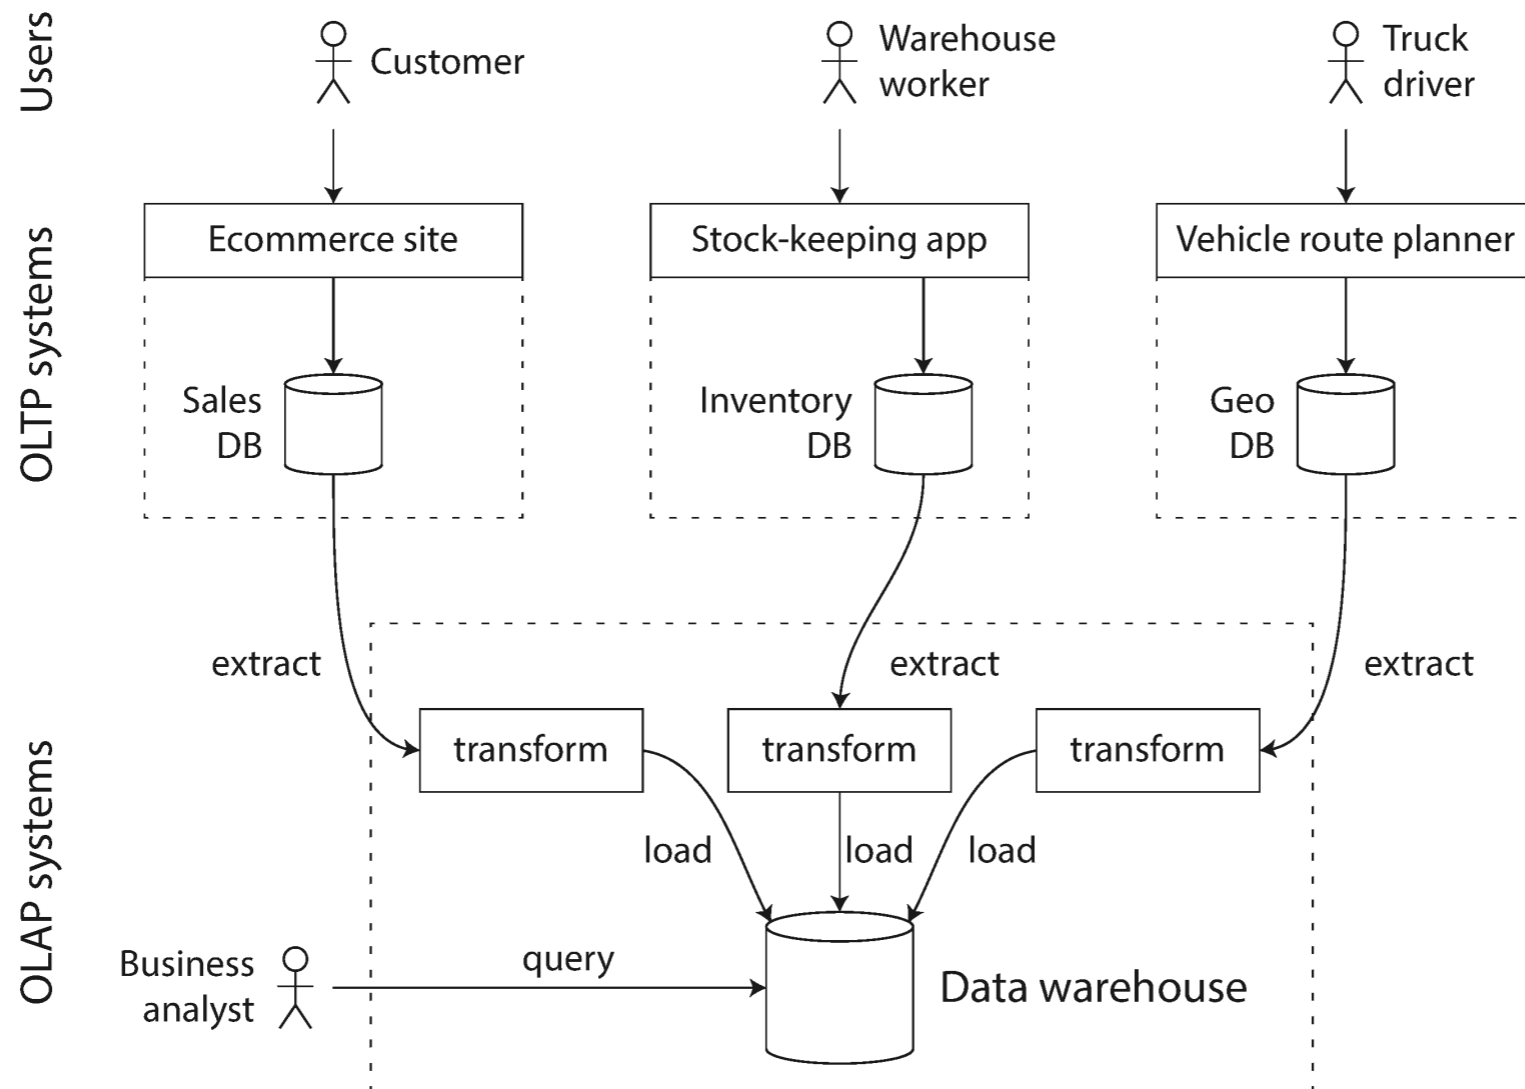 Users
Customer
Warehouse
worker
Truck
driver
OLTP systems
Ecommerce site
Stock-keeping app
Vehicle route planner
Sales
DB
Inventory
DB
Geo
DB
extract
extract
extract
OLAP systems
transform
transform
transform
load
load
load
Business
analyst
query
Data warehouse